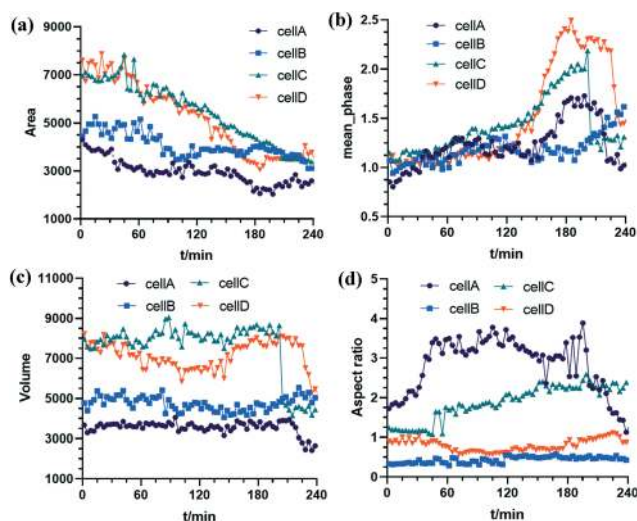 (a)
cellA
cellB
cellC
cellD
9000
7000
5000
3000
1000
Area
0 60 120 180 240
t/min
(b)
cellA
cellB
cellC
cellD
2.5
2.0
1.5
1.0
0.5
mean_phase
0 60 120 180 240
t/min
(c)
cellA cellC
cellB cellD
11000
9000
7000
5000
3000
1000
Volume
0 60 120 180 240
t/min
(d)
cellA cellC
cellB cellD
5
4
3
2
1
0
Aspect ratio
0 60 120 180 240
t/min